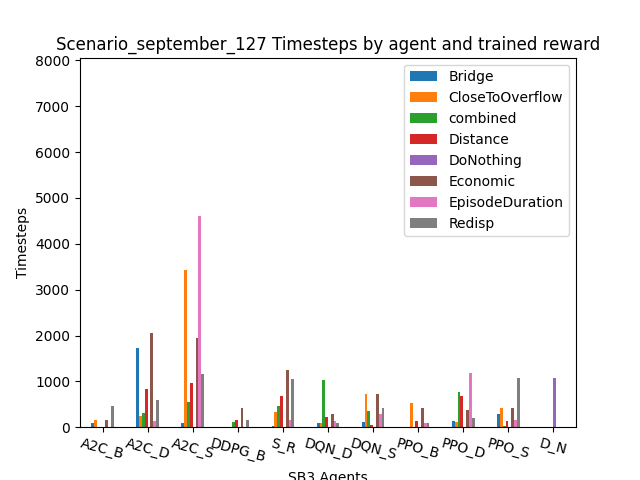 Scenario_september_127 Timesteps by agent and trained reward
8000
7000
6000
5000
4000
3000
2000
1000
0
Timesteps
Bridge
CloseToOverflow
combined
Distance
DoNothing
Economic
EpisodeDuration
Redisp
A2C_B A2C_D A2C_S DDPG_B S_R DQN_D DQN_S PPO_B PPO_D PPO_S D_N
SB3 Agents